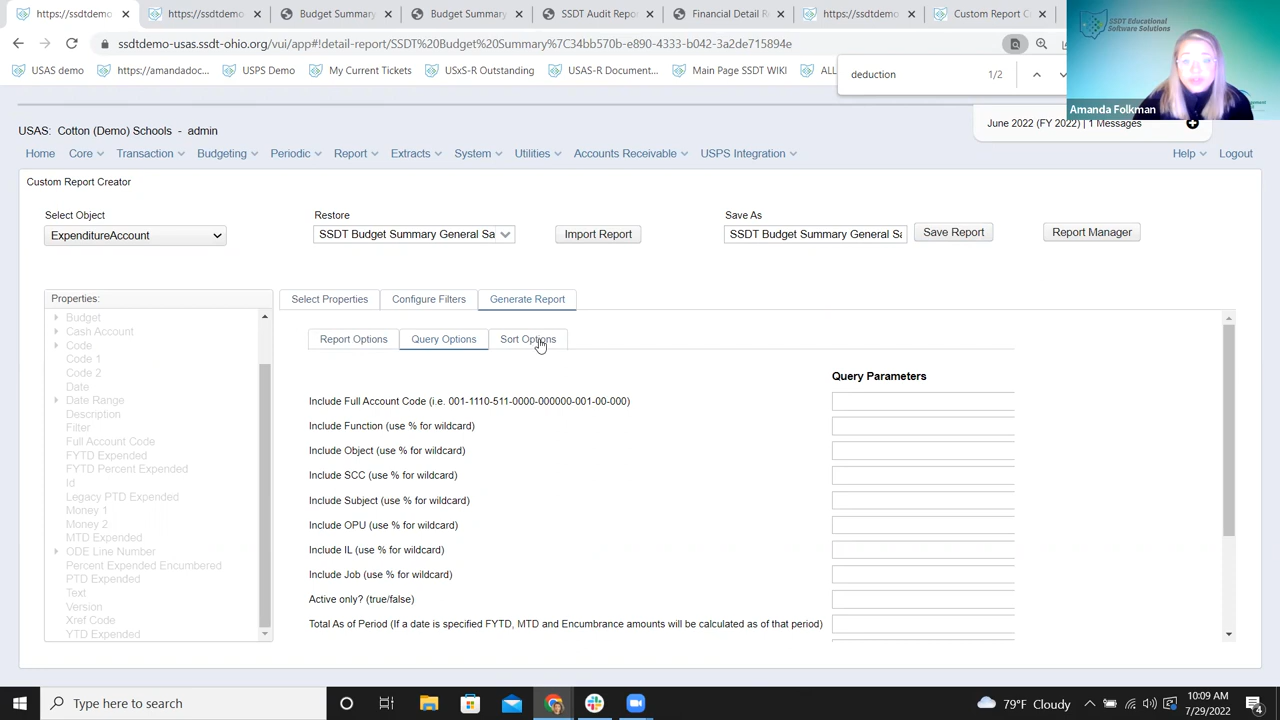 https://ssdtdemo
https://ssdtdemo
Budget Summary
Budget Summary
SSDT Audit Repo
Financial Detail R
https://ssdtdemo
Custom Report C
ssdtdemo-usas.ssdt-ohio.org/vui/app#!detail-report/SSDT%20Budget%20Summary%7C34bb570b-e890-4333-b042-3a2de715894e
USAS demo
https://amandadoc...
USPS Demo
My Current Tickets
USxS-R Outstanding
USAS-R Document...
Main Page SSDT WIKI
ALL
deduction
1/2
SSDT Educational
Software Solutions
Amanda Folkman
June 2022 (FY 2022) | 1 Messages
USAS: Cotton (Demo) Schools - admin
Home
Core
Transaction
Budgeting
Periodic
Report
Extracts
System
Utilities
Accounts Receivable
USPS Integration
Help
Logout
Custom Report Creator
Select Object
Restore
Save As
ExpenditureAccount
SSDT Budget Summary General Sa
Import Report
SSDT Budget Summary General Sa
Save Report
Report Manager
Properties:
Select Properties
Configure Filters
Generate Report
Budget
Cash Account
Code
Code 1
Code 2
Date
Date Range
Description
Filter
Full Account Code
FYTD Expended
FYTD Percent Expended
Id
Legacy PTD Expended
Money 1
Money 2
MTD Expended
ODE Line Number
Percent Expended Encumbered
PTD Expended
Text
Version
Xref Code
YTD Expended
Report Options
Query Options
Sort Options
Query Parameters
Include Full Account Code (i.e. 001-1110-511-0000-000000-001-00-000)
Include Function (use % for wildcard)
Include Object (use % for wildcard)
Include SCC (use % for wildcard)
Include Subject (use % for wildcard)
Include OPU (use % for wildcard)
Include IL (use % for wildcard)
Include Job (use % for wildcard)
Active only? (true/false)
Total As of Period (If a date is specified FYTD, MTD and Encumbrance amounts will be calculated as of that period)
Type here to search
79°F Cloudy
10:09 AM
7/29/2022
4